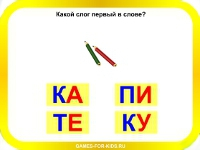 Какой слог первый в слове?
КА ПИ
ТЕ КУ
GAMES-FOR-KIDS.RU